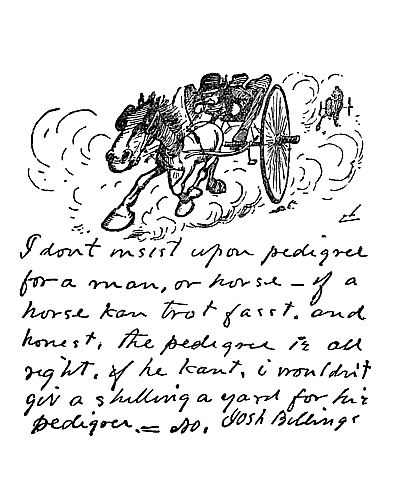 I dont insist upon pedigree
for a man, or horse – if a
horse kan trot fasst. and
honest, the pedigree iz all
right. if he kant, i wouldn't
giv a shilling a yard for hiz
pedigree. = So. Josh Billings